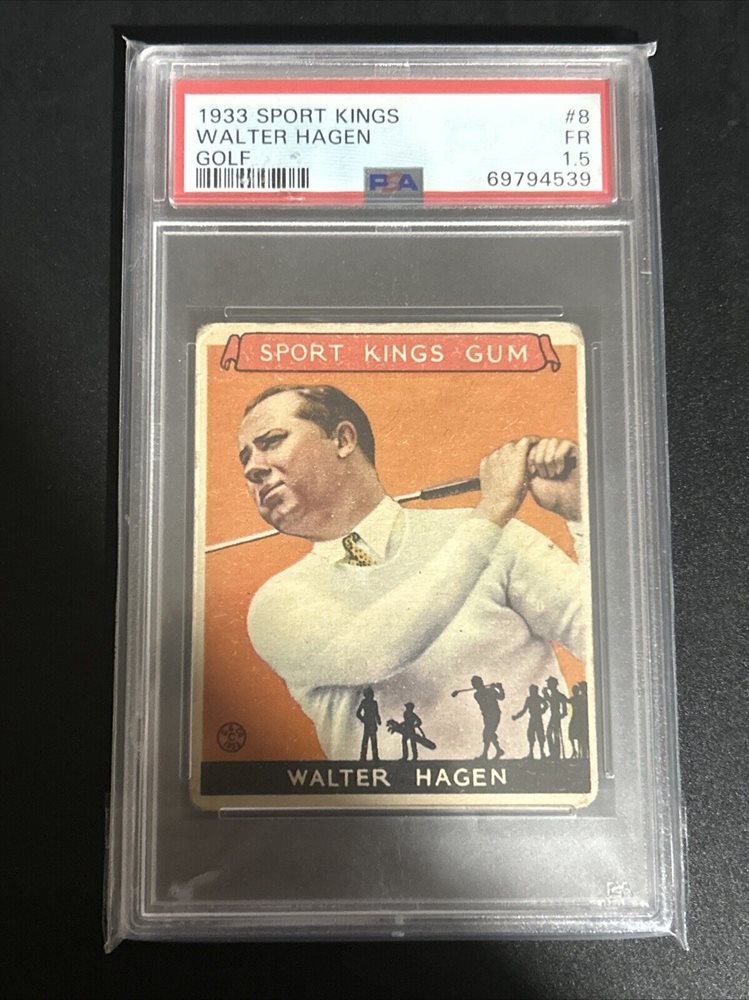 1933 SPORT KINGS #8
WALTER HAGEN FR
GOLF 1.5
PSA 69794539
SPORT KINGS GUM
WALTER HAGEN